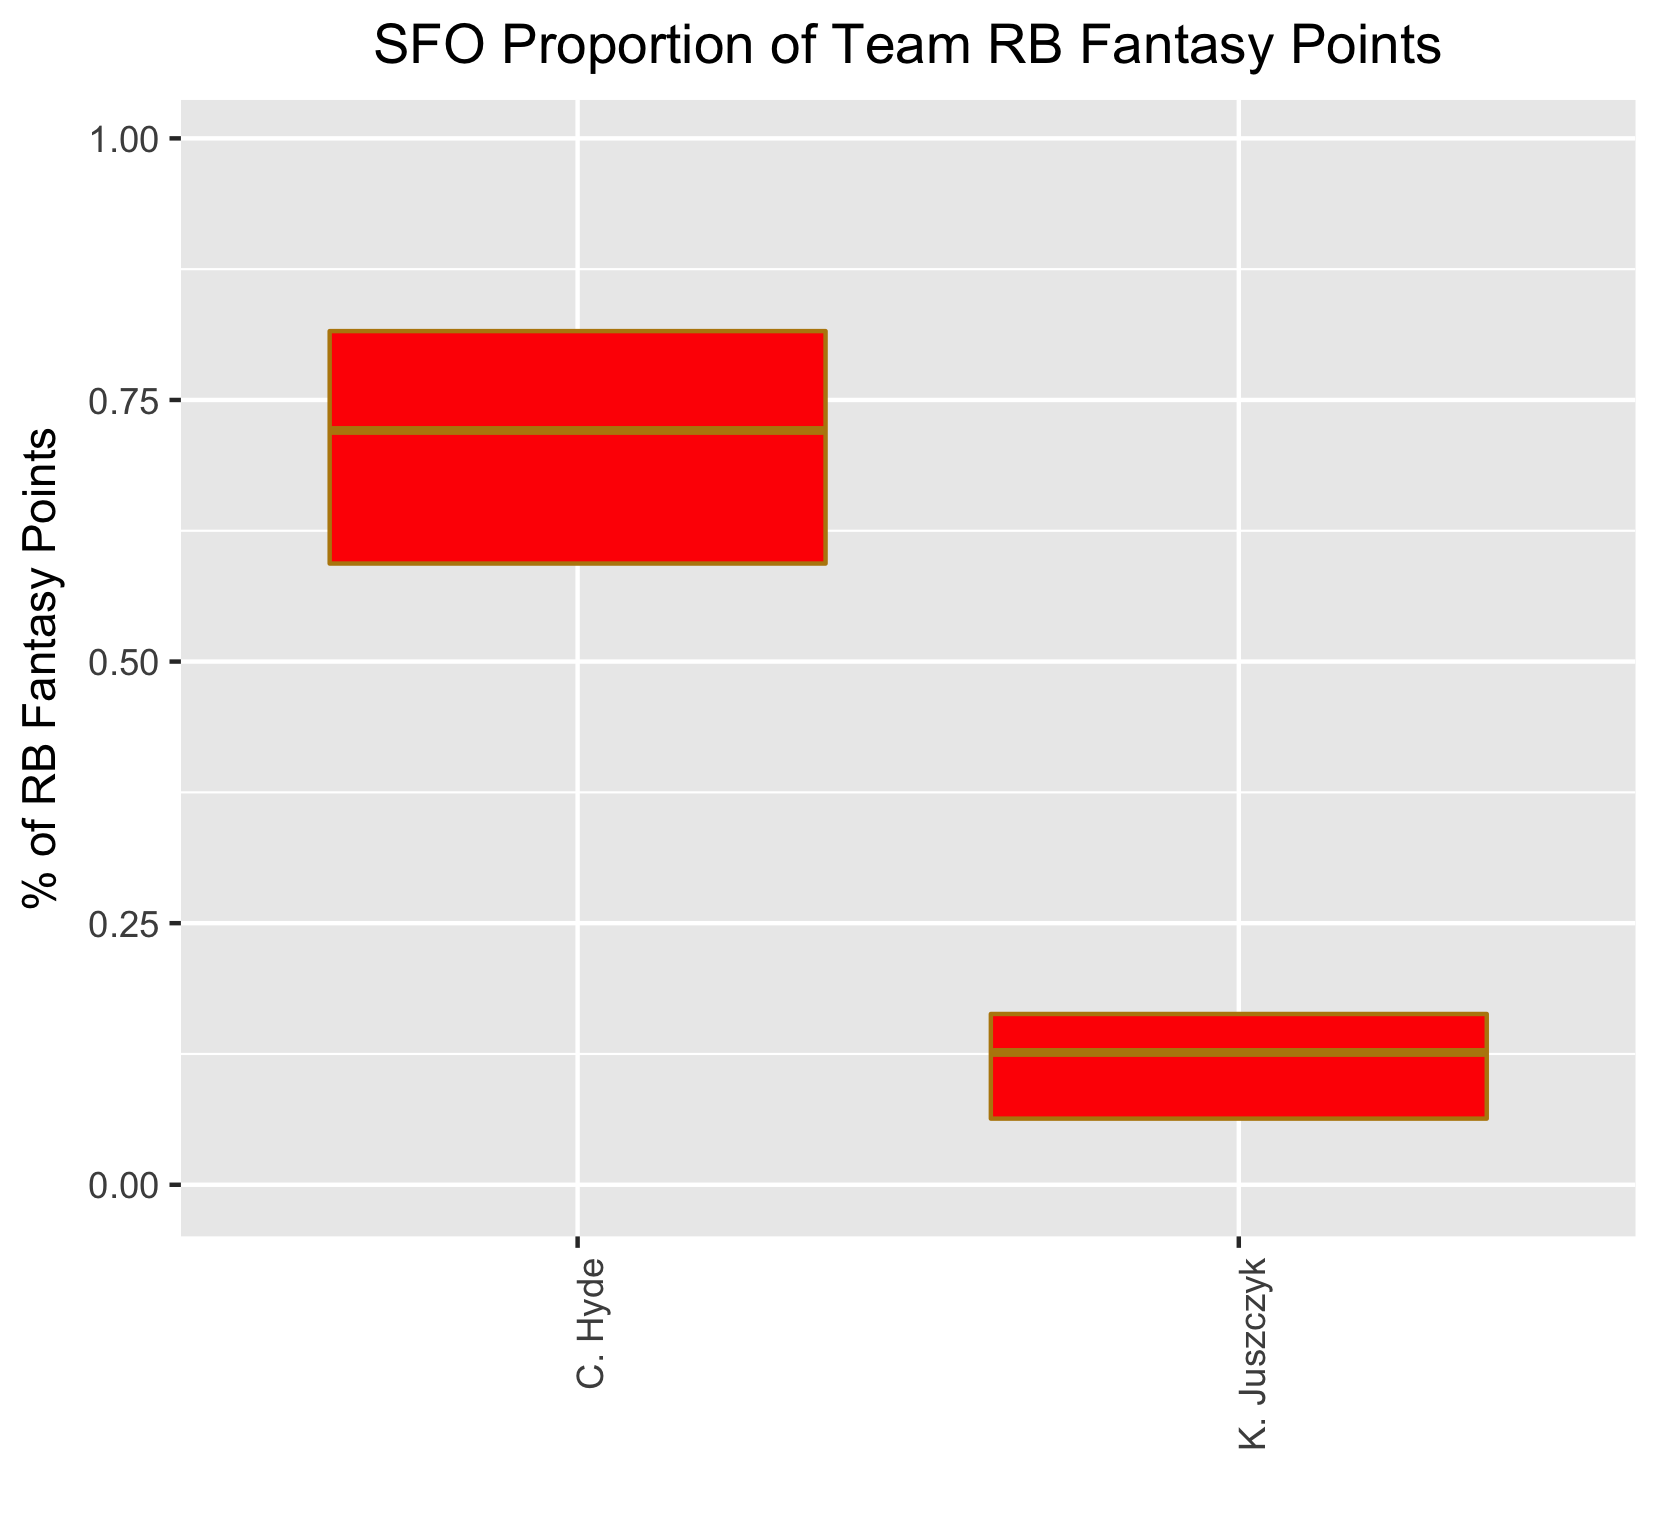 SFO Proportion of Team RB Fantasy Points
% of RB Fantasy Points
1.00
0.75
0.50
0.25
0.00
C. Hyde
K. Juszczyk